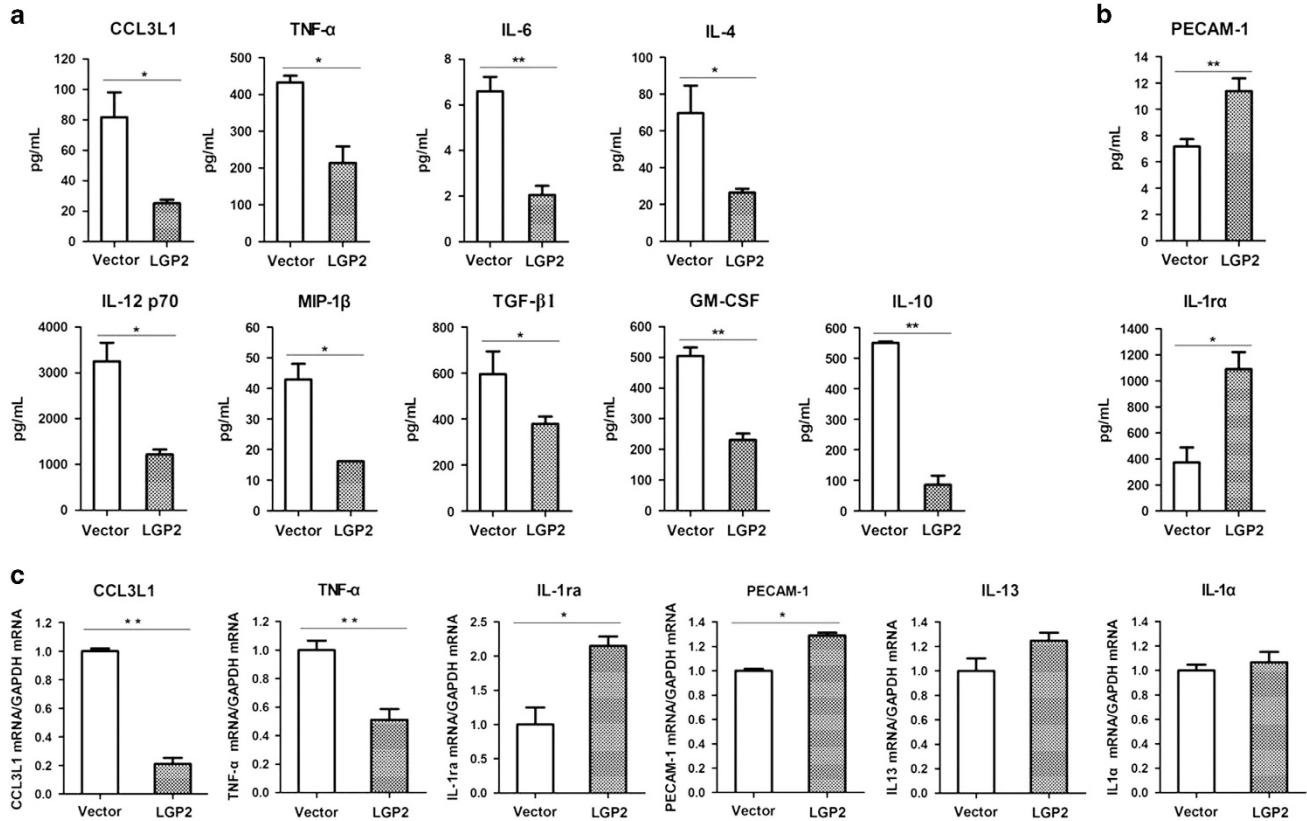 a
b
CCL3L1
TNF-α
IL-6
IL-4
PECAM-1
pg/mL
120
100
80
60
40
20
0
*
Vector LGP2
pg/mL
500
400
300
200
100
0
*
Vector LGP2
pg/mL
8
6
4
2
0
**
Vector LGP2
pg/mL
80
60
40
20
0
*
Vector LGP2
pg/mL
14
12
10
8
6
4
2
0
**
Vector LGP2
IL-12 p70
MIP-1β
TGF-β1
GM-CSF
IL-10
IL-1rα
pg/mL
4000
3000
2000
1000
0
*
Vector LGP2
pg/mL
60
50
40
30
20
10
0
*
Vector LGP2
pg/mL
800
600
400
200
0
*
Vector LGP2
pg/mL
600
500
400
300
200
100
0
**
Vector LGP2
pg/mL
600
500
400
300
200
100
0
**
Vector LGP2
pg/mL
1400
1200
1000
800
600
400
200
0
*
Vector LGP2
c
CCL3L1
TNF-α
IL-1ra
PECAM-1
IL-13
IL-1α
CCL3L1 mRNA/GAPDH mRNA
1.2
1.0
0.8
0.6
0.4
0.2
0.0
* *
Vector LGP2
TNF-α mRNA/GAPDH mRNA
1.2
1.0
0.8
0.6
0.4
0.2
0.0
* *
Vector LGP2
IL-1ra mRNA/GAPDH mRNA
2.5
2.0
1.5
1.0
0.5
0.0
*
Vector LGP2
PECAM-1 mRNA/GAPDH mRNA
1.4
1.2
1.0
0.8
0.6
0.4
0.2
0.0
*
Vector LGP2
IL13 mRNA/GAPDH mRNA
1.4
1.2
1.0
0.8
0.6
0.4
0.2
0.0
Vector LGP2
IL1α mRNA/GAPDH mRNA
1.4
1.2
1.0
0.8
0.6
0.4
0.2
0.0
Vector LGP2